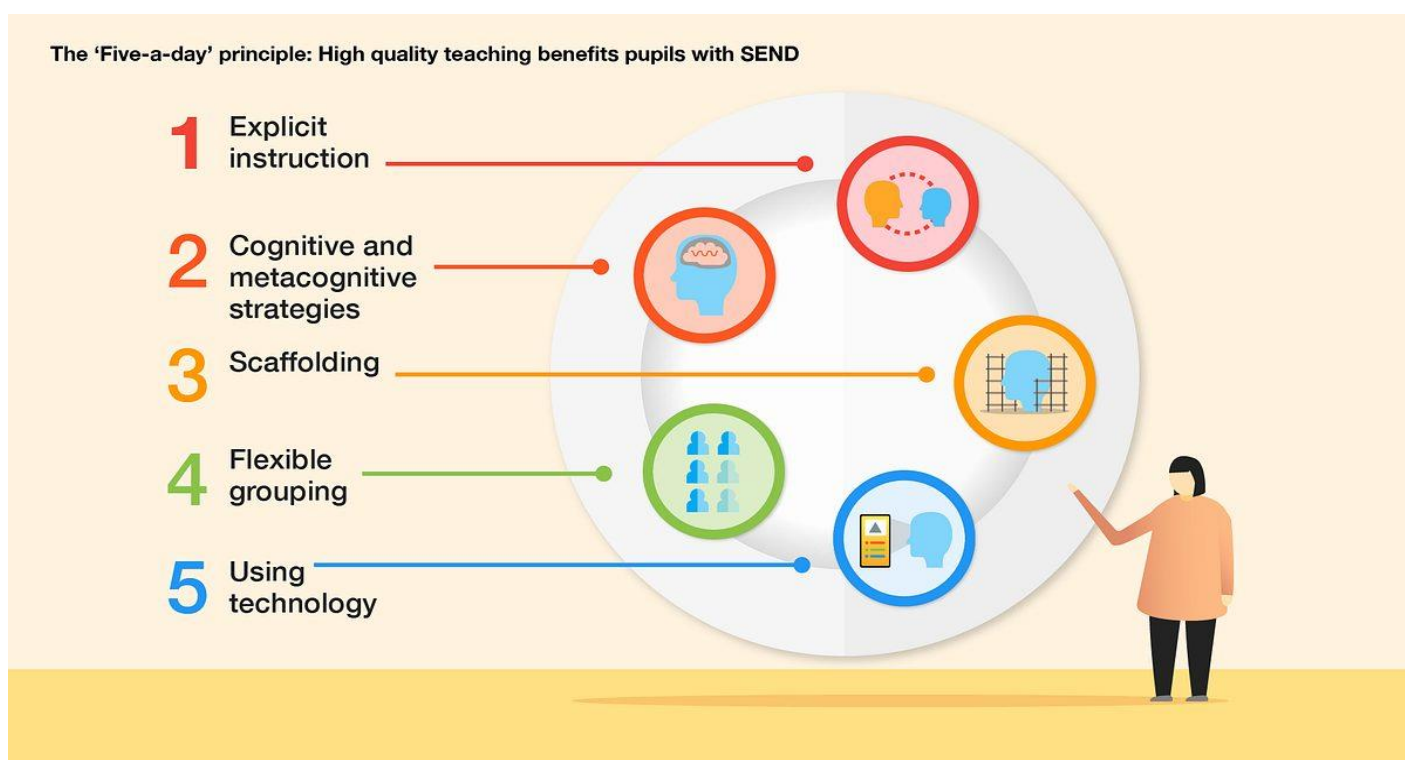 The ‘Five-a-day’ principle: High quality teaching benefits pupils with SEND
1 Explicit
instruction
2 Cognitive and
metacognitive
strategies
3 Scaffolding
4 Flexible
grouping
5 Using
technology